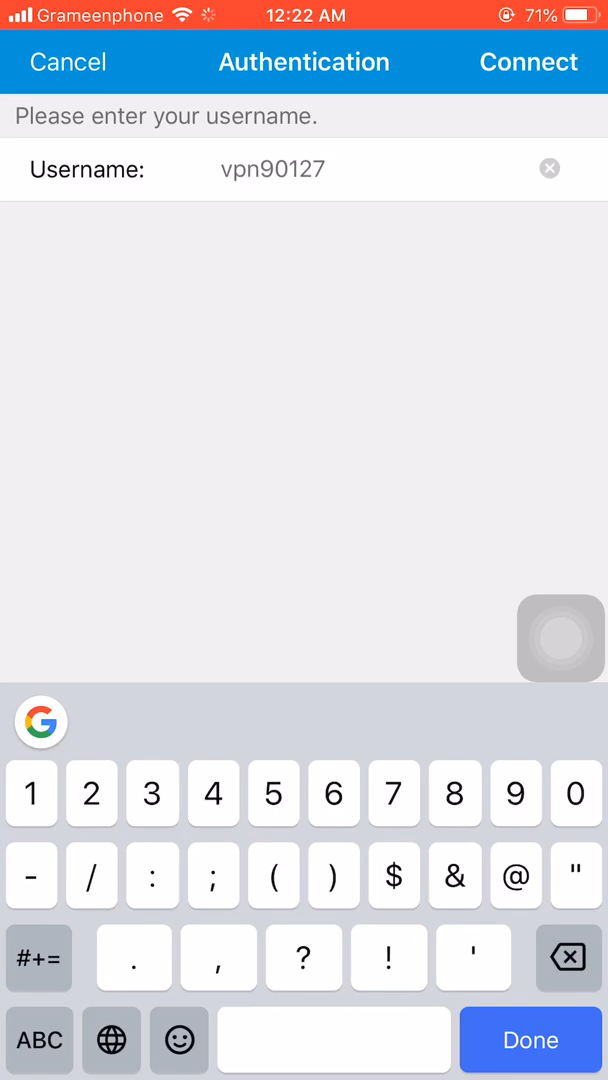 Grameenphone 12:22 AM 71%
Cancel Authentication Connect
Please enter your username.
Username: vpn90127
G
1 2 3 4 5 6 7 8 9 0
- / : ; ( ) $ & @ "
#+= . , ? ! '
ABC Done